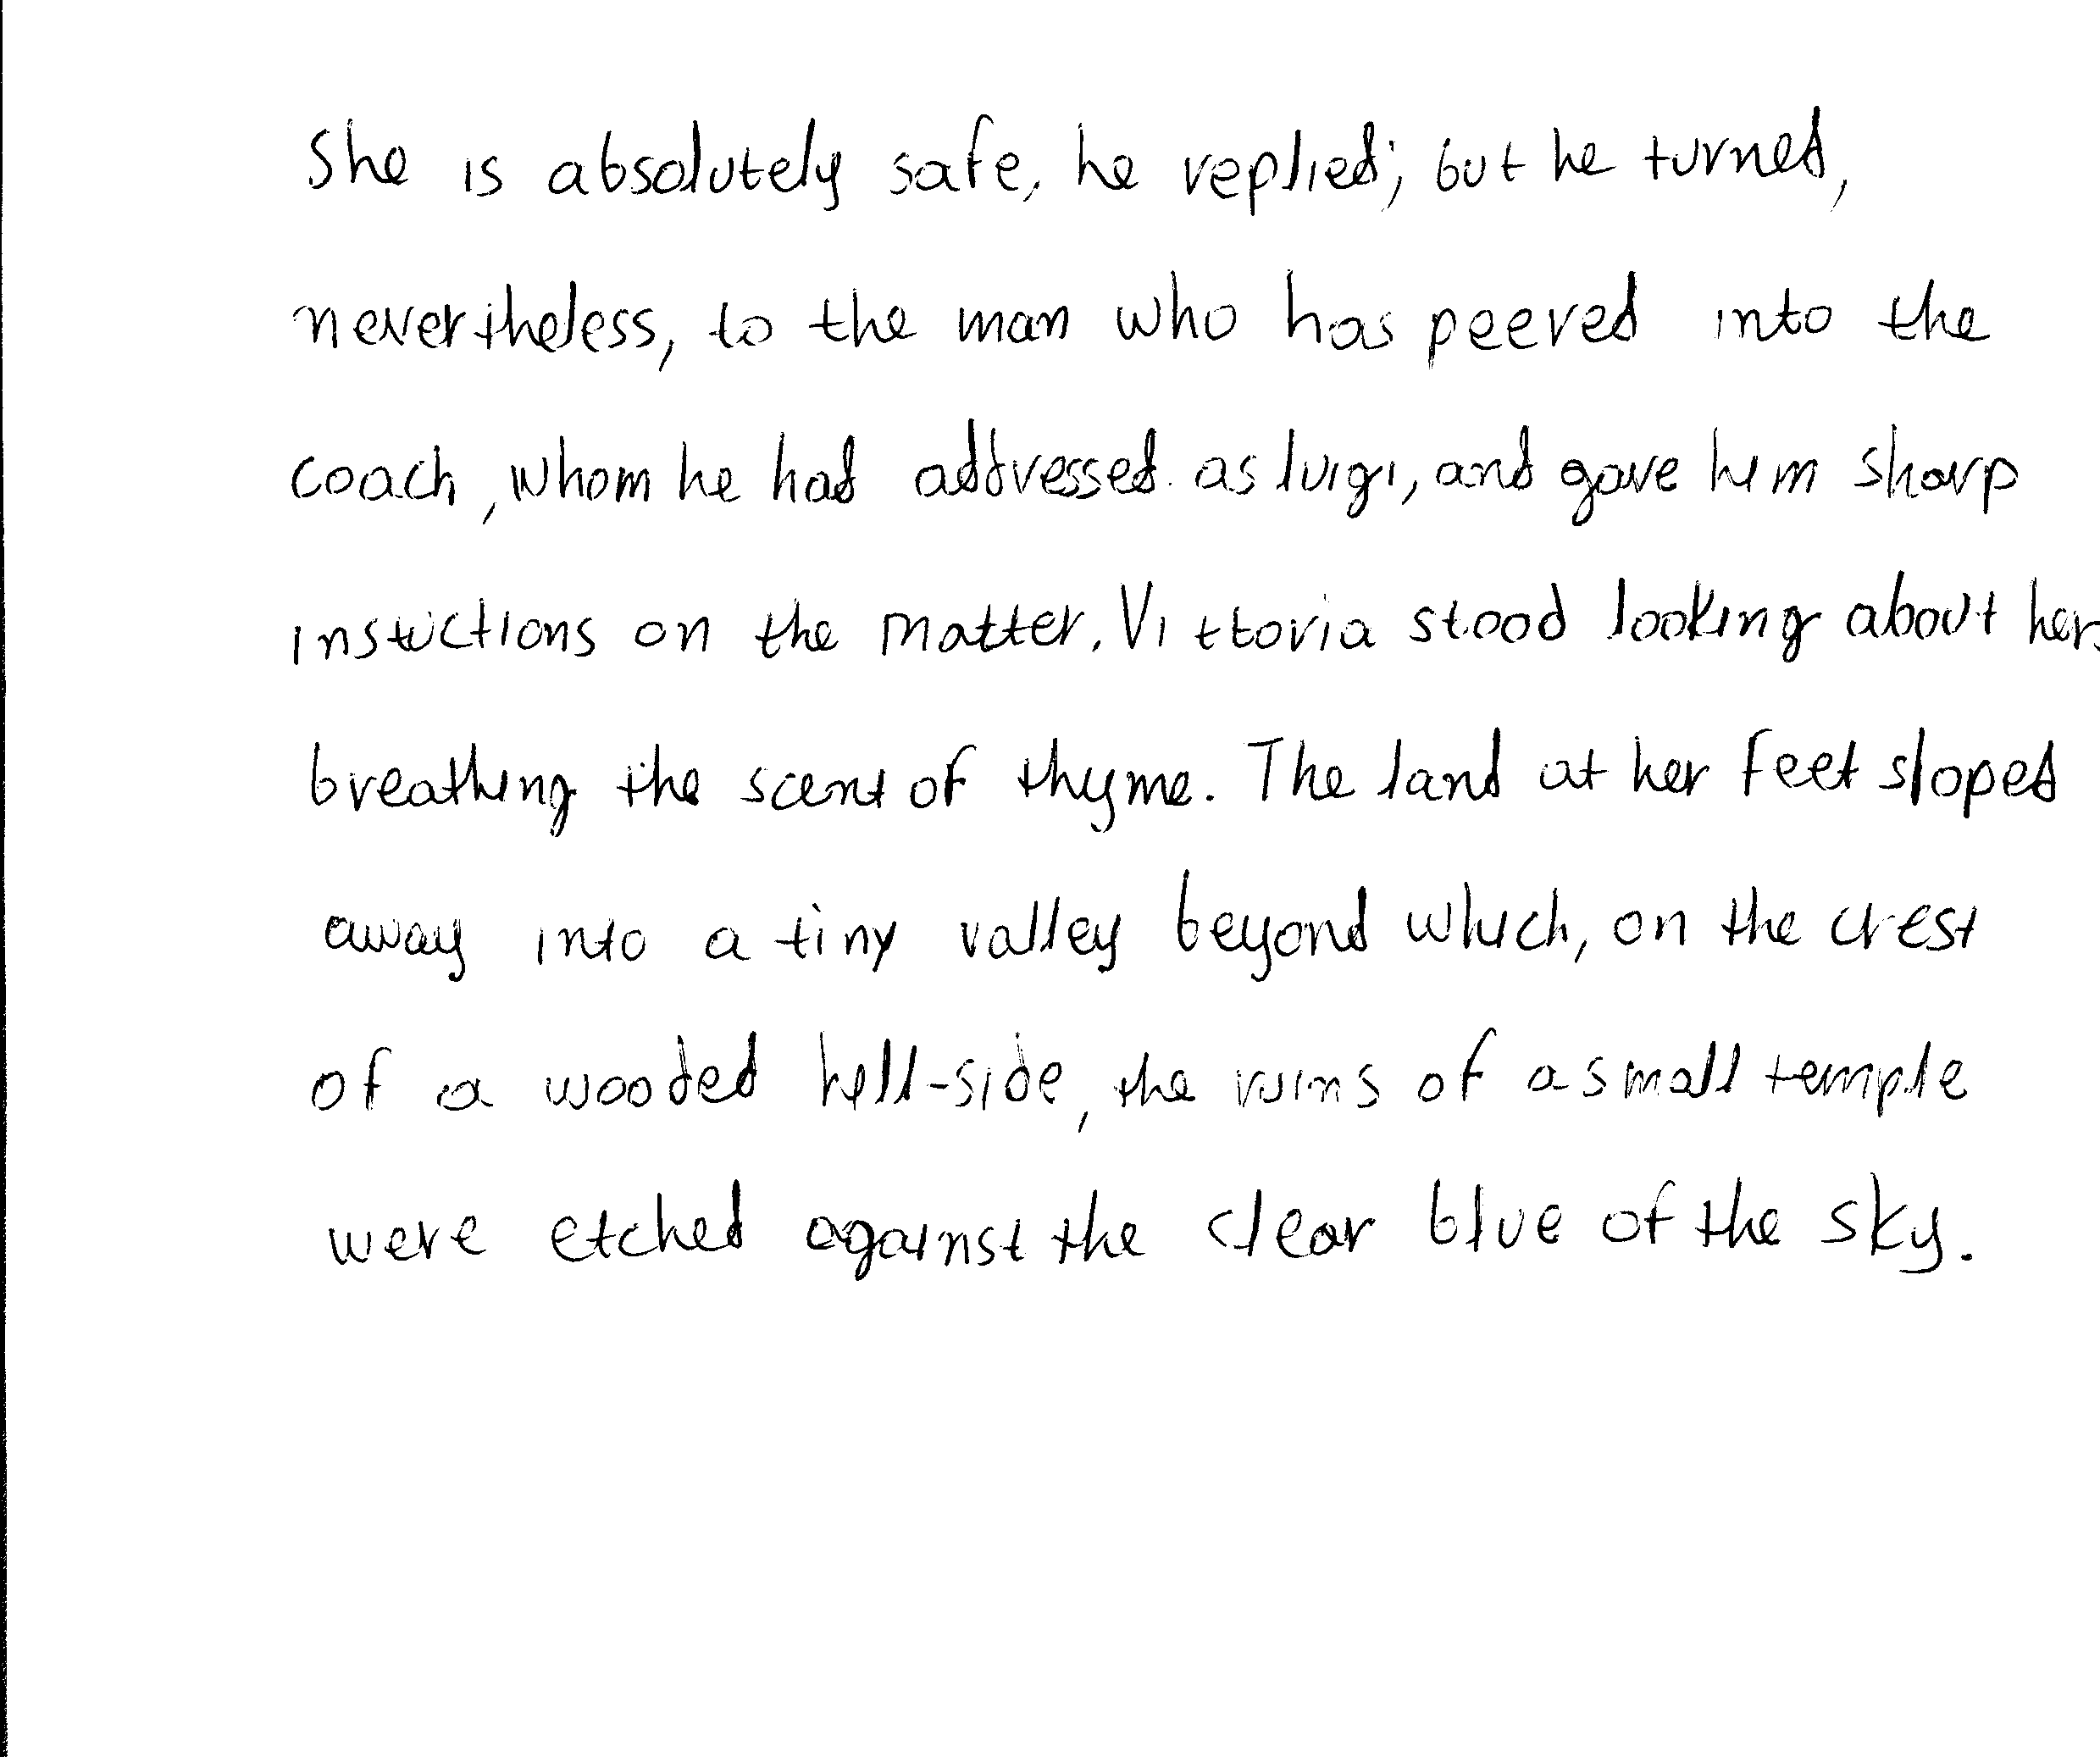 She is absolutely safe, he replied; but he turned,
nevertheless, to the man who has peered into the
coach, whom he had addressed as luigi, and gave him sharp
instuctions on the matter. Vittoria stood looking about her,
breathing the scent of thyme. The land at her feet sloped
away into a tiny valley beyond which, on the crest
of a wooded hill-side, the ruins of a small temple
were etched against the clear blue of the sky.